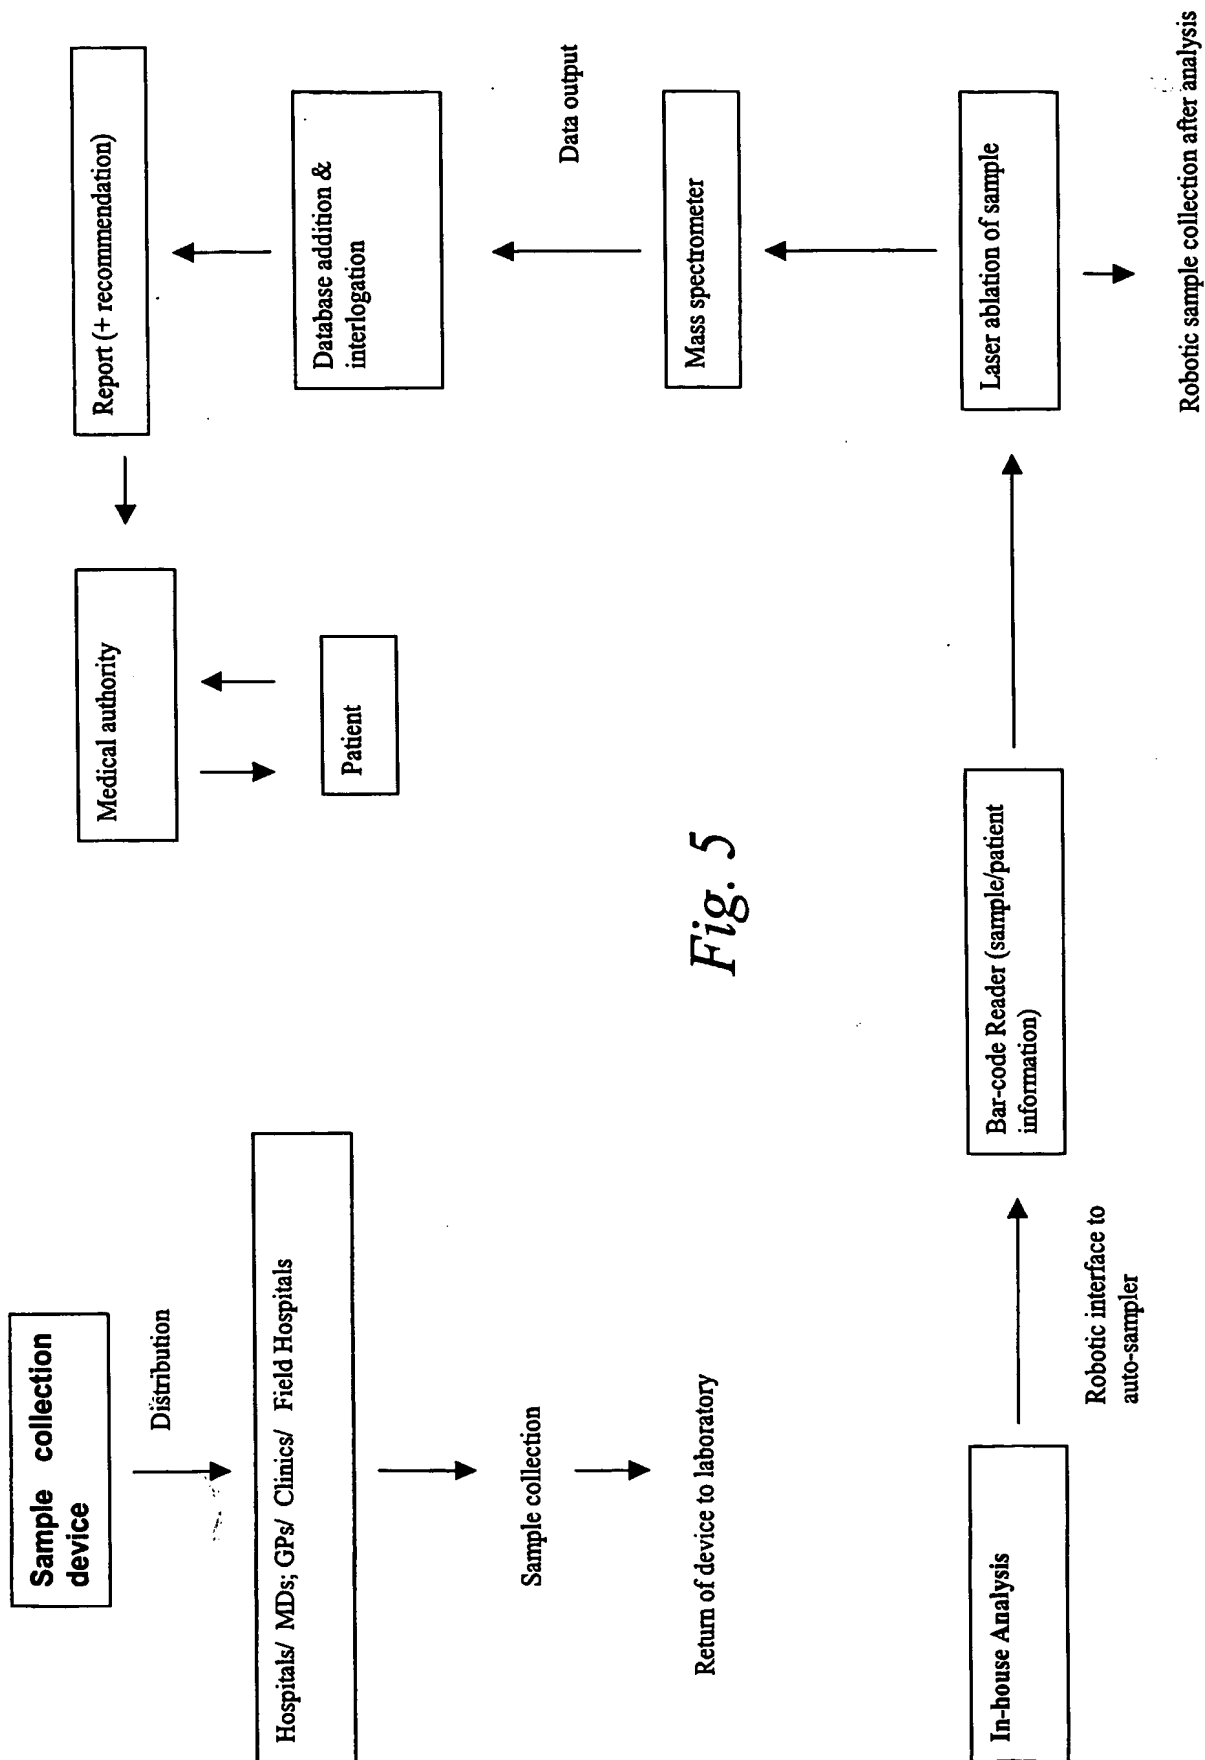 Sample collection
device
Distribution
Hospitals/ MDs; GPs/ Clinics/ Field Hospitals
Sample collection
Return of device to laboratory
In-house Analysis
Robotic interface to
auto-sampler
Bar-code Reader (sample/patient
information)
Laser ablation of sample
Robotic sample collection after analysis
Mass spectrometer
Data output
Database addition &
interlogation
Report (+ recommendation)
Medical authority
Patient
Fig. 5